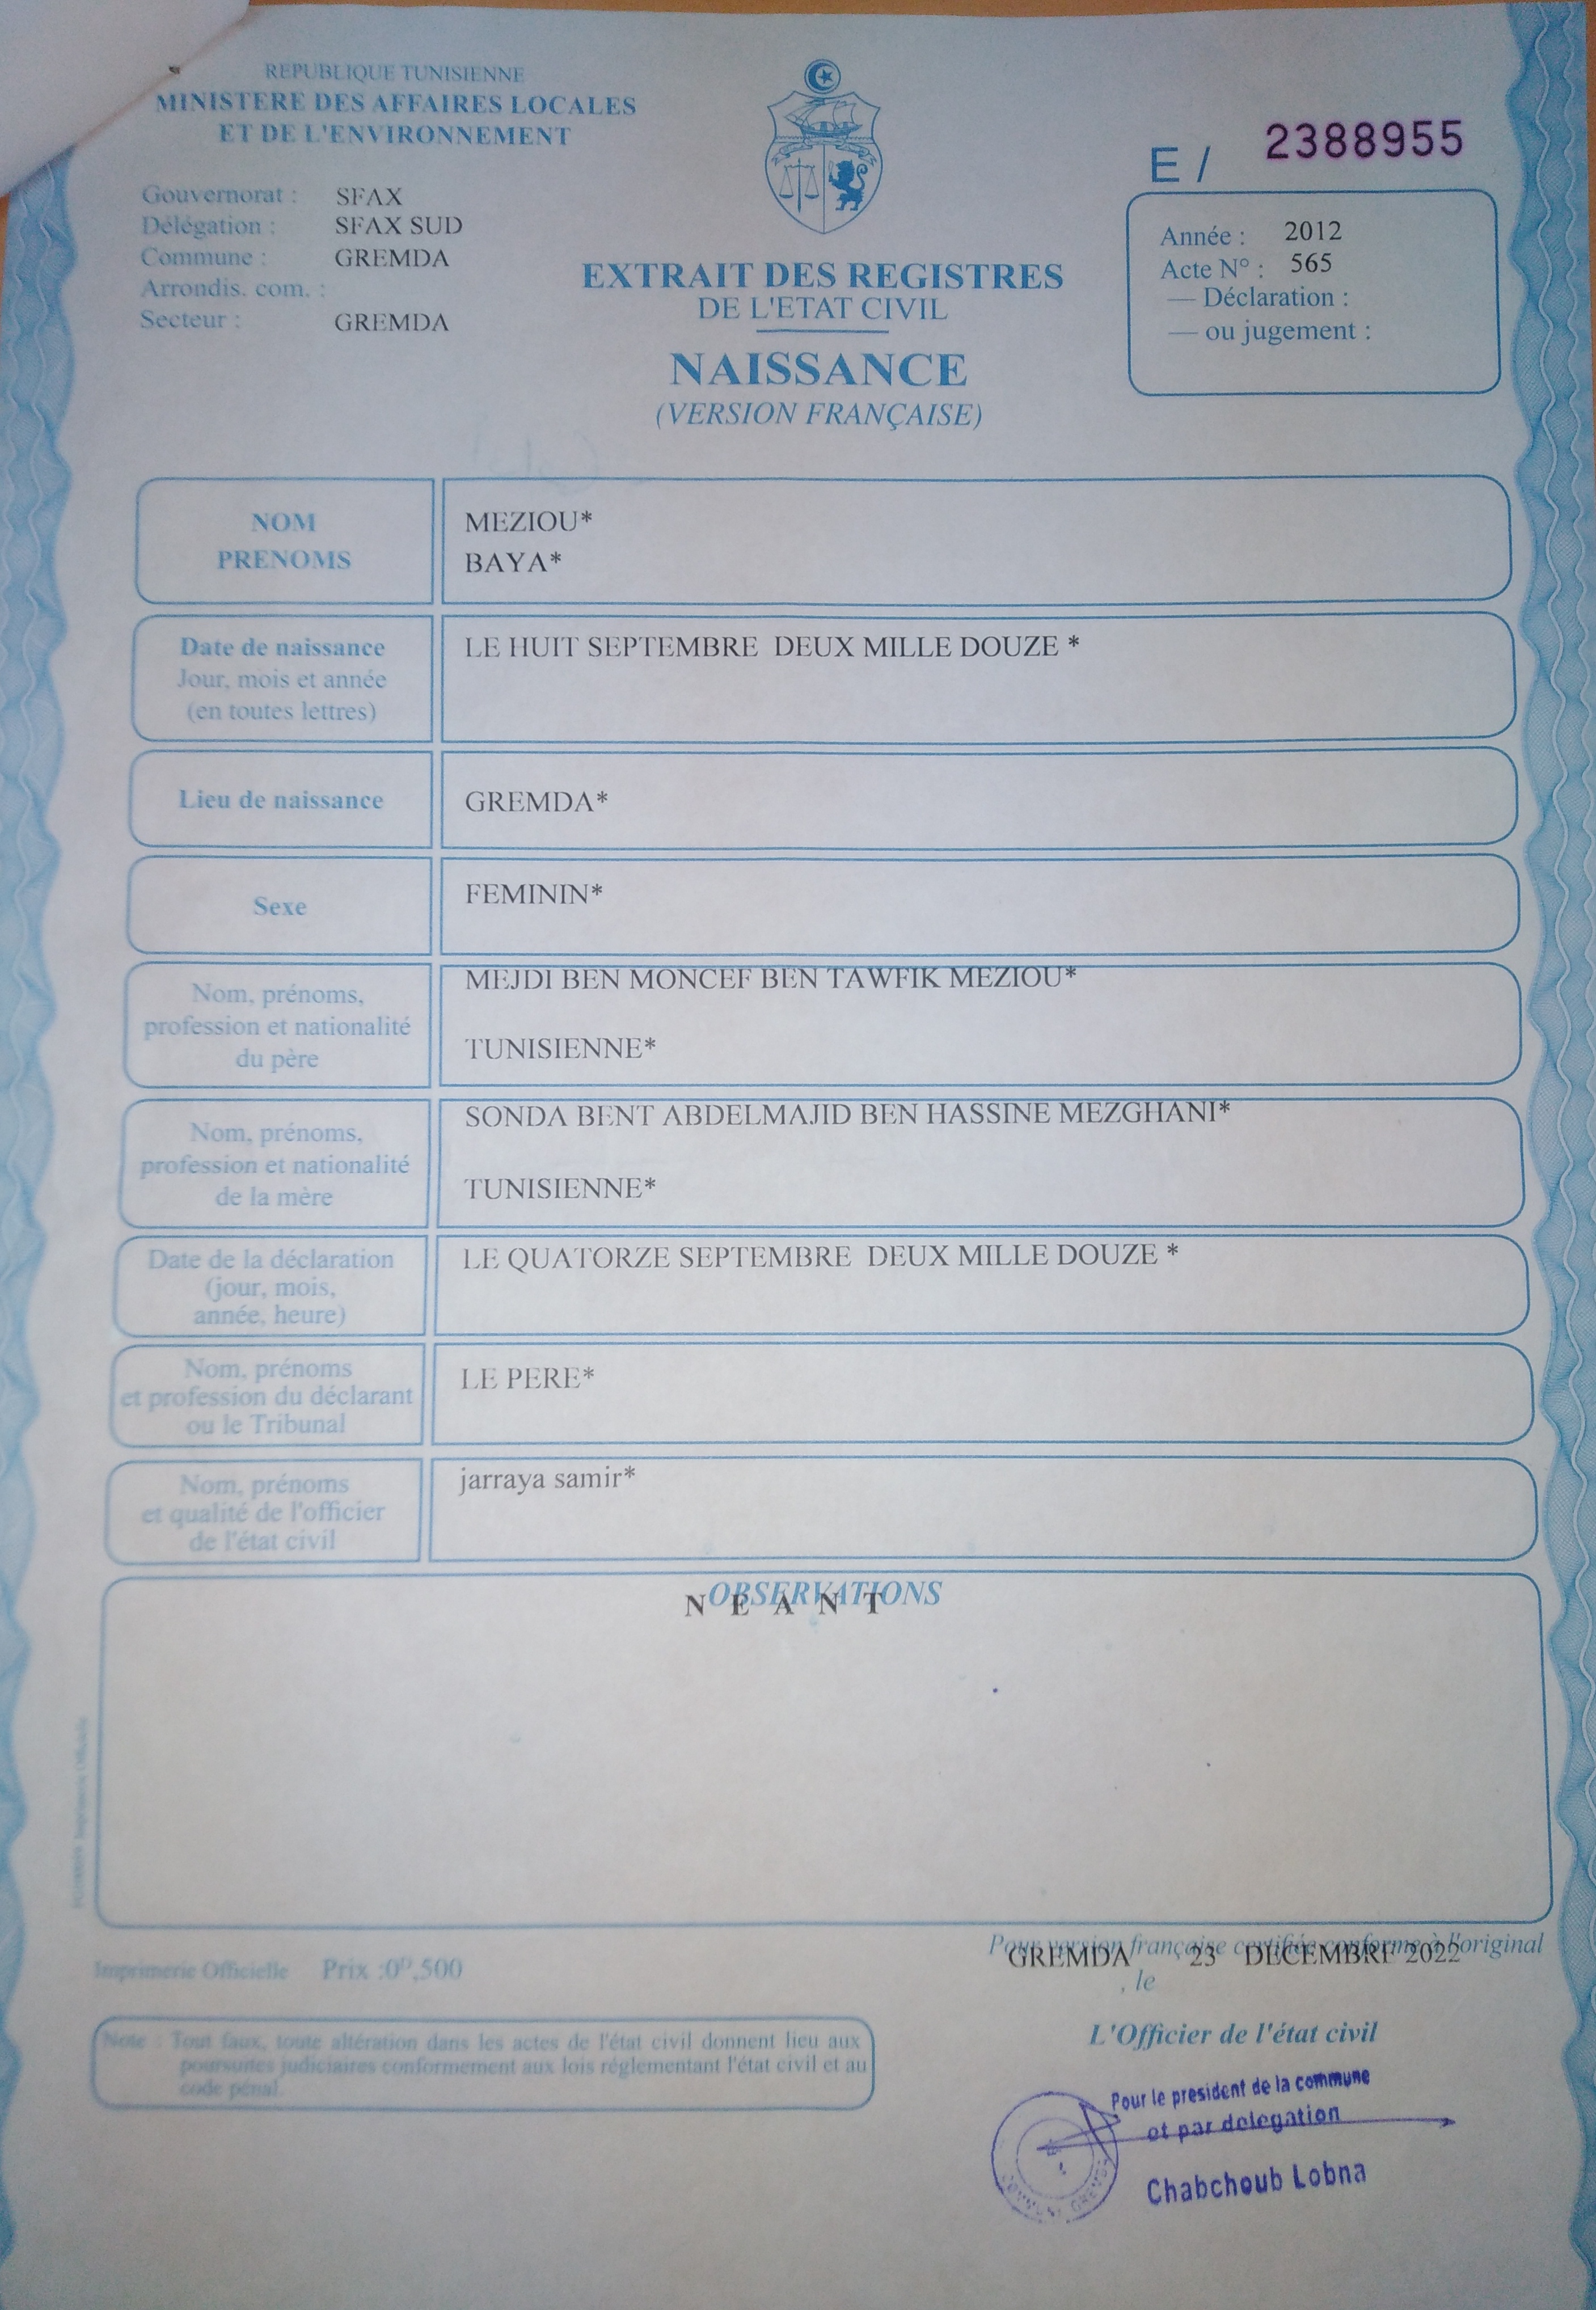 REPUBLIQUE TUNISIENNE
MINISTERE DES AFFAIRES LOCALES
ET DE L'ENVIRONNEMENT
Gouvernorat : SFAX
Délégation : SFAX SUD
Commune : GREMDA
Arrondis. com. :
Secteur : GREMDA
EXTRAIT DES REGISTRES
DE L'ETAT CIVIL
NAISSANCE
(VERSION FRANÇAISE)
E / 2388955
Année : 2012
Acte N° : 565
— Déclaration :
— ou jugement :
NOM MEZIOU*
PRENOMS BAYA*
Date de naissance LE HUIT SEPTEMBRE DEUX MILLE DOUZE *
Jour, mois et année
(en toutes lettres)
Lieu de naissance GREMDA*
Sexe FEMININ*
Nom, prénoms, MEJDI BEN MONCEF BEN TAWFIK MEZIOU*
profession et nationalité
du père TUNISIENNE*
Nom, prénoms, SONDA BENT ABDELMAJID BEN HASSINE MEZGHANI*
profession et nationalité
de la mère TUNISIENNE*
Date de la déclaration LE QUATORZE SEPTEMBRE DEUX MILLE DOUZE *
(jour, mois,
année, heure)
Nom, prénoms LE PERE*
et profession du déclarant
ou le Tribunal
Nom, prénoms jarraya samir*
et qualité de l'officier
de l'état civil
OBSERVATIONS
N E A N T
Imprimerie Officielle Prix :0ᴰ,500
Pour version française certifiée conforme à l'original
GREMDA 23 DECEMBRE 2022
, le
Note : Tout faux, toute altération dans les actes de l'état civil donnent lieu aux
poursuites judiciaires conformement aux lois réglementant l'état civil et au
code pénal.
L'Officier de l'état civil
Pour le president de la commune
et par delegation
Chabchoub Lobna